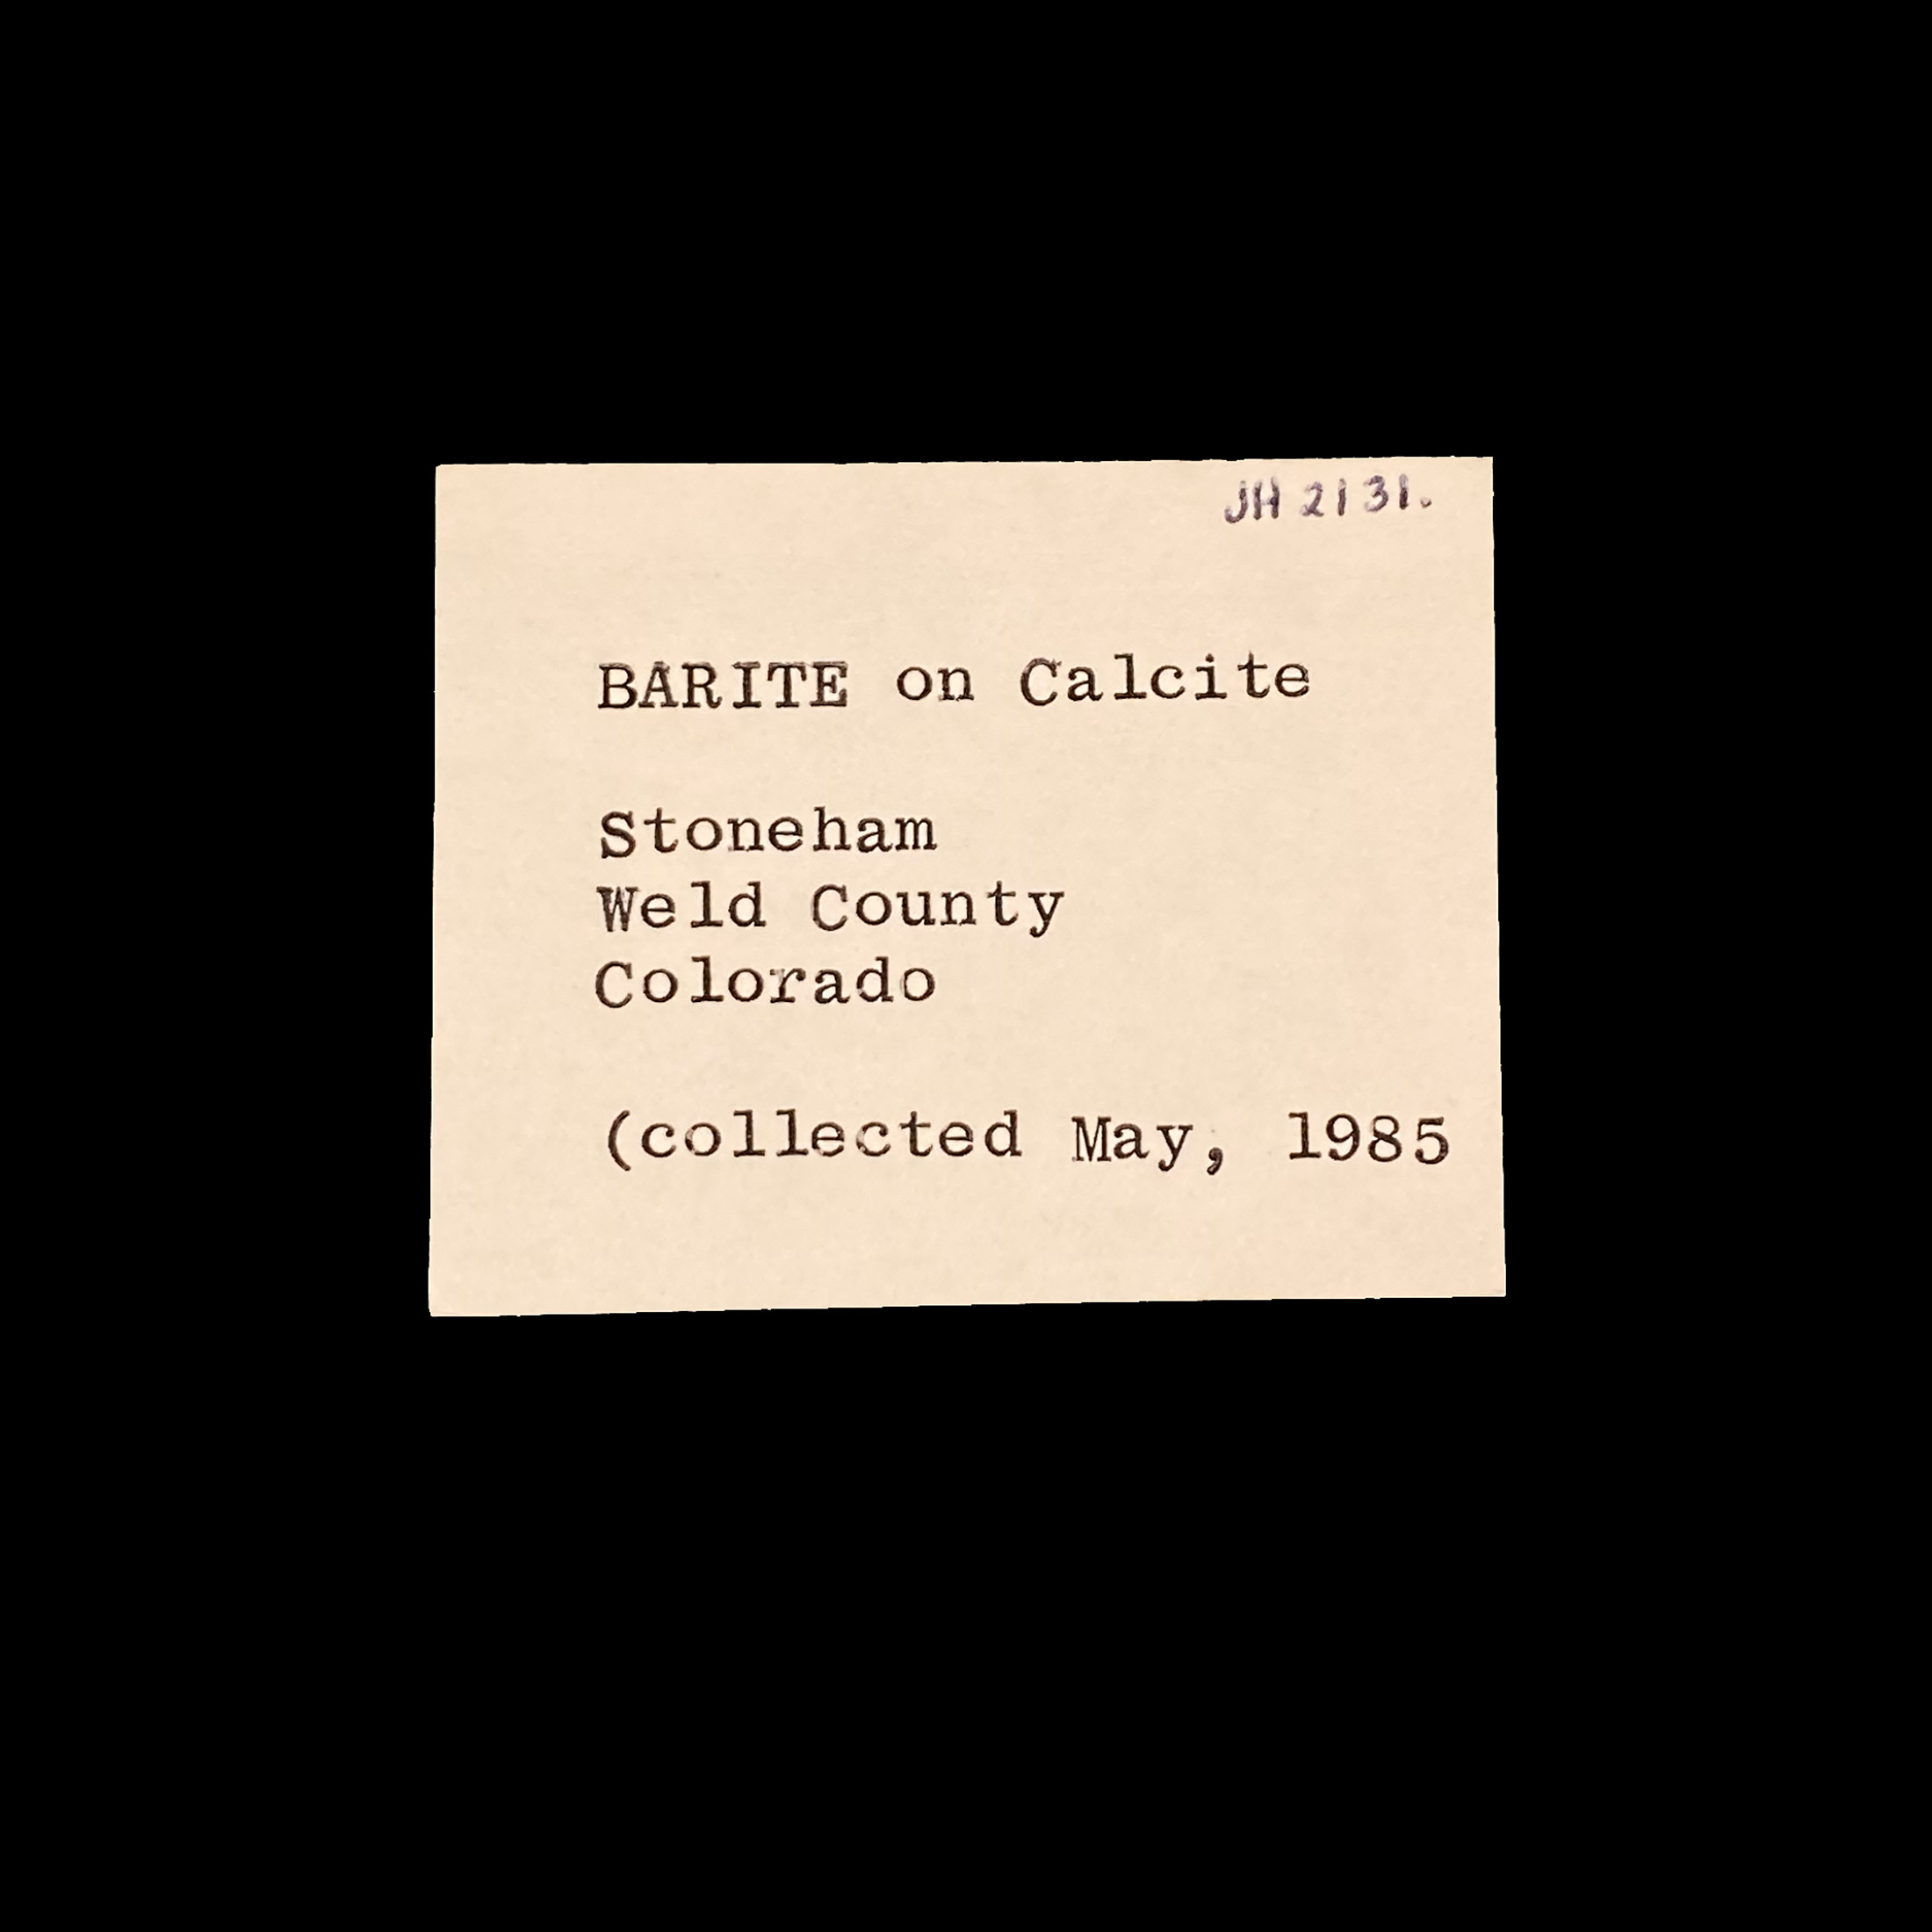 JH 2131.
BARITE on Calcite
Stoneham
Weld County
Colorado
(collected May, 1985